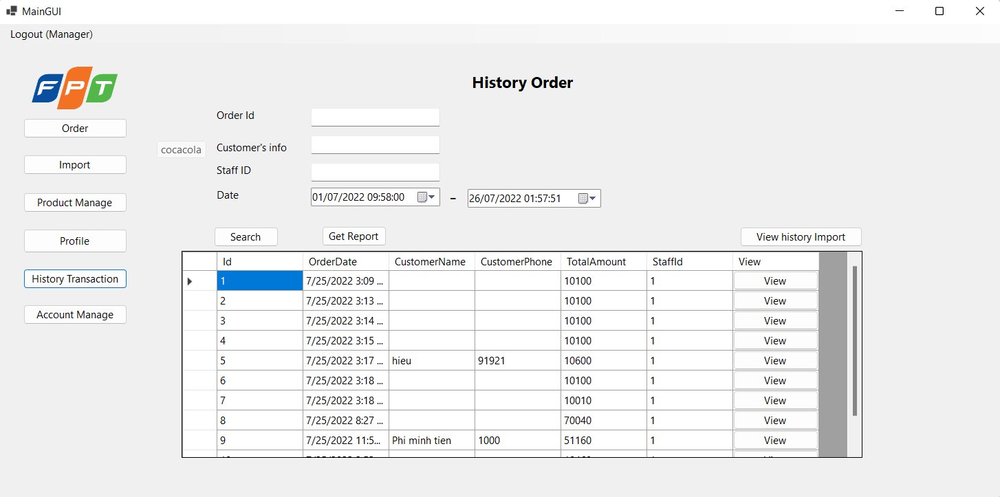 MainGUI
Logout (Manager)
FPT
History Order
Order Id
Order
cocacola
Customer's info
Import
Staff ID
Date
01/07/2022 09:58:00
–
26/07/2022 01:57:51
Product Manage
Search
Get Report
View history Import
Profile
Id OrderDate CustomerName CustomerPhone TotalAmount StaffId View
1 7/25/2022 3:09 ... 10100 1 View
History Transaction
2 7/25/2022 3:13 ... 10100 1 View
Account Manage
3 7/25/2022 3:14 ... 10100 1 View
4 7/25/2022 3:15 ... 10100 1 View
5 7/25/2022 3:17 ... hieu 91921 10600 1 View
6 7/25/2022 3:18 ... 10100 1 View
7 7/25/2022 3:18 ... 10010 1 View
8 7/25/2022 8:27 ... 70040 1 View
9 7/25/2022 11:5... Phi minh tien 1000 51160 1 View